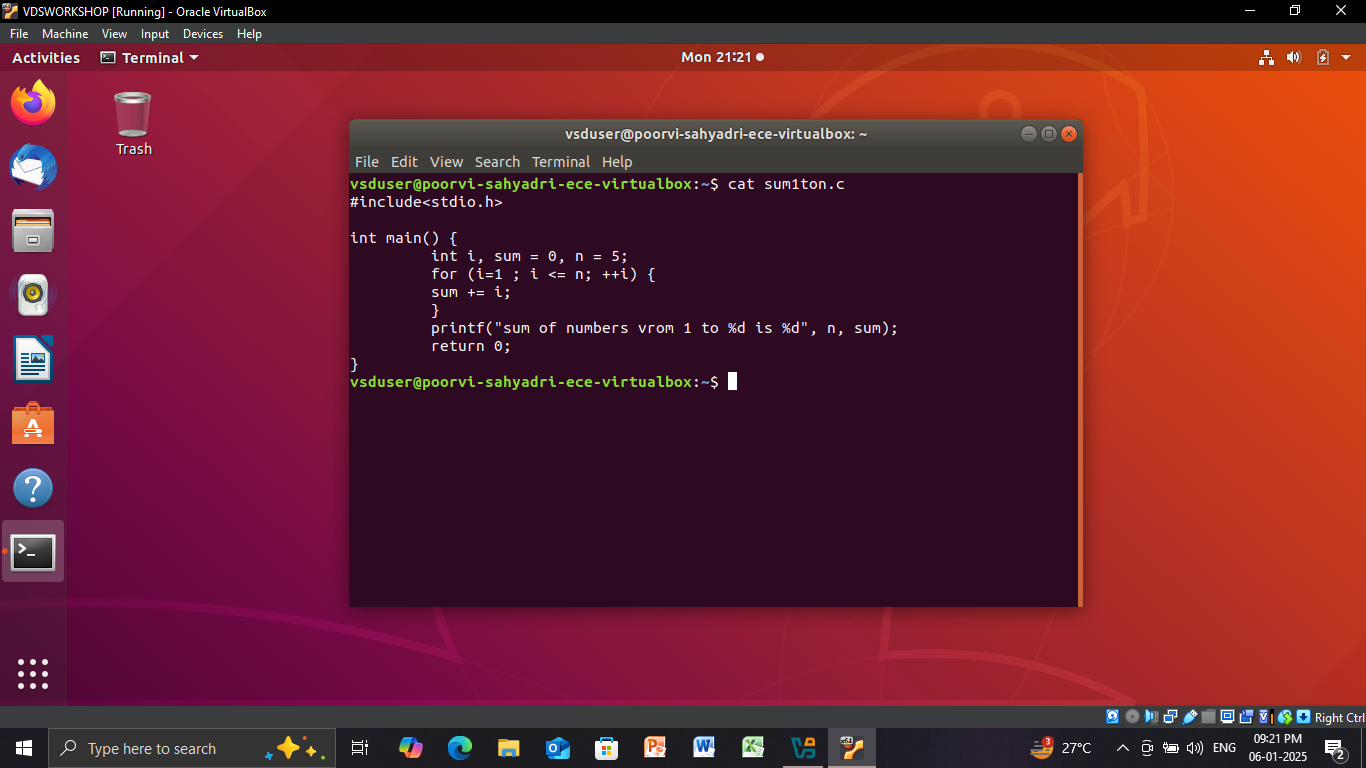 VDSWORKSHOP [Running] - Oracle VirtualBox
File Machine View Input Devices Help
Activities Terminal Mon 21:21
Trash
vsduser@poorvi-sahyadri-ece-virtualbox: ~
File Edit View Search Terminal Help
vsduser@poorvi-sahyadri-ece-virtualbox:~$ cat sum1ton.c
#include<stdio.h>
int main() {
int i, sum = 0, n = 5;
for (i=1 ; i <= n; ++i) {
sum += i;
}
printf("sum of numbers vrom 1 to %d is %d", n, sum);
return 0;
}
vsduser@poorvi-sahyadri-ece-virtualbox:~$
Right Ctrl
Type here to search
3 27°C ENG 09:21 PM
06-01-2025 2